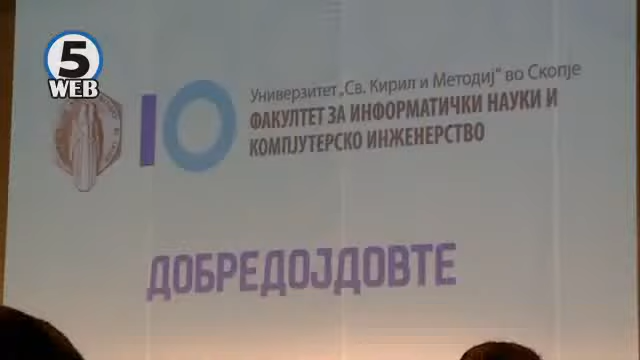 5
WEB
IO
Универзитет „Св. Кирил и Методиј“ во Скопје
ФАКУЛТЕТ ЗА ИНФОРМАТИЧКИ НАУКИ И
КОМПЈУТЕРСКО ИНЖЕНЕРСТВО
ДОБРЕДОЈДОВТЕ